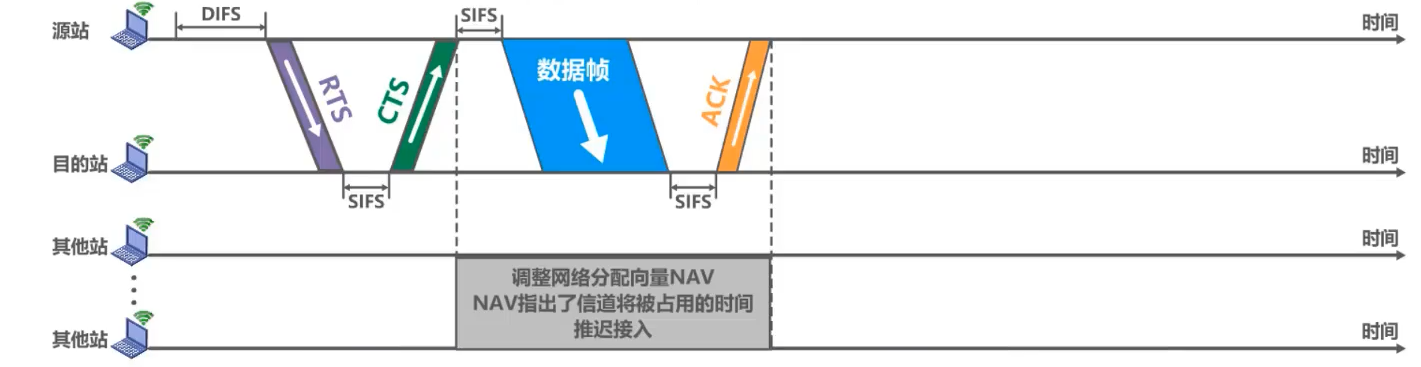 DIFS
SIFS
源站
时间
RTS
CTS
数据帧
ACK
目的站
时间
SIFS
SIFS
其他站
时间
调整网络分配向量NAV
NAV指出了信道将被占用的时间
推迟接入
其他站
时间